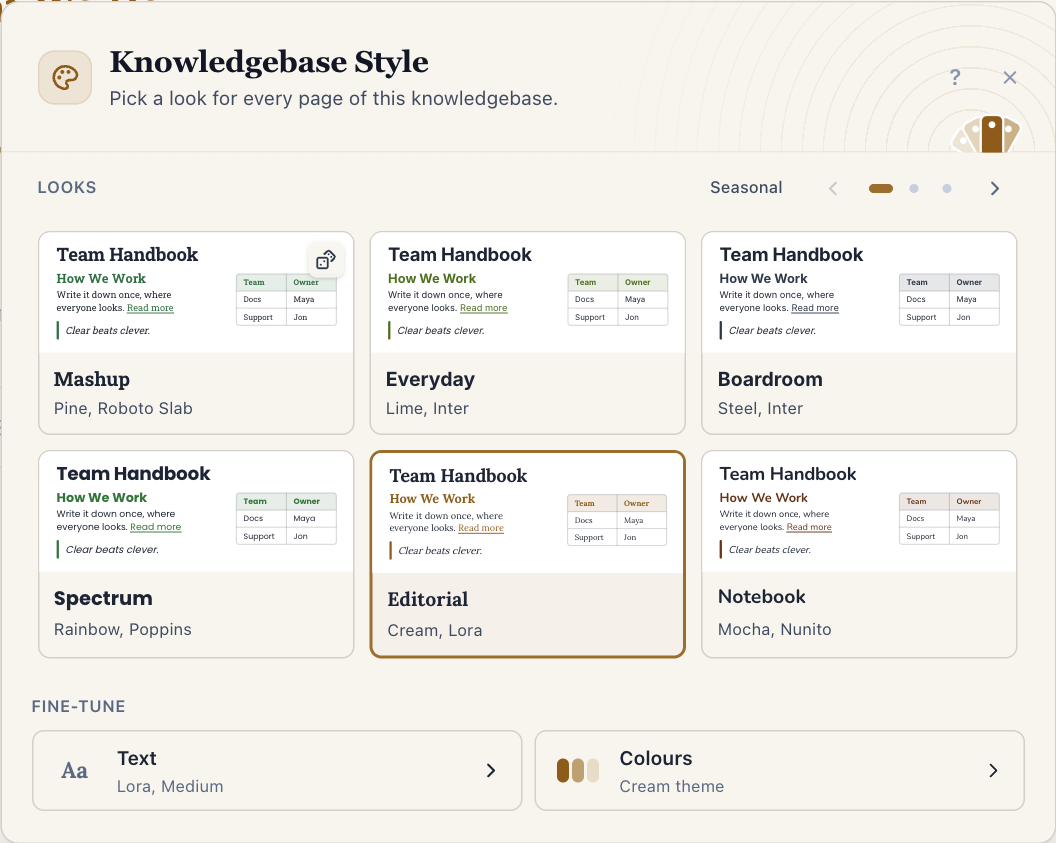 Knowledgebase Style
Pick a look for every page of this knowledgebase.
?
LOOKS
Seasonal
Team Handbook
How We Work
Write it down once, where
everyone looks. Read more
Clear beats clever.
Team Owner
Docs Maya
Support Jon
Mashup
Pine, Roboto Slab
Team Handbook
How We Work
Write it down once, where
everyone looks. Read more
Clear beats clever.
Team Owner
Docs Maya
Support Jon
Everyday
Lime, Inter
Team Handbook
How We Work
Write it down once, where
everyone looks. Read more
Clear beats clever.
Team Owner
Docs Maya
Support Jon
Boardroom
Steel, Inter
Team Handbook
How We Work
Write it down once, where
everyone looks. Read more
Clear beats clever.
Team Owner
Docs Maya
Support Jon
Spectrum
Rainbow, Poppins
Team Handbook
How We Work
Write it down once, where
everyone looks. Read more
Clear beats clever.
Team Owner
Docs Maya
Support Jon
Editorial
Cream, Lora
Team Handbook
How We Work
Write it down once, where
everyone looks. Read more
Clear beats clever.
Team Owner
Docs Maya
Support Jon
Notebook
Mocha, Nunito
FINE-TUNE
Aa
Text
Lora, Medium
Colours
Cream theme